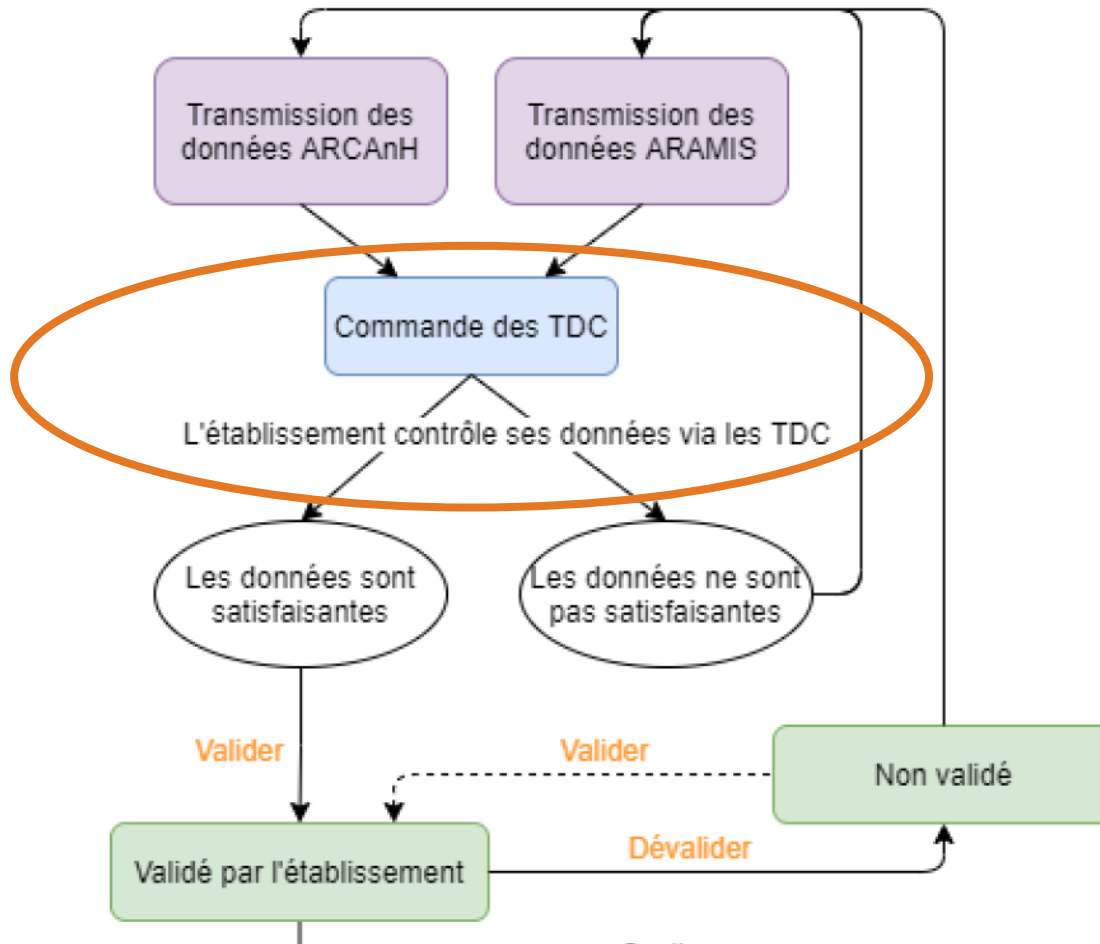 Transmission des
données ARCAnH
Transmission des
données ARAMIS
Commande des TDC
L'établissement contrôle ses données via les TDC
Les données sont
satisfaisantes
Les données ne sont
pas satisfaisantes
Valider
Valider
Non validé
Dévalider
Validé par l'établissement